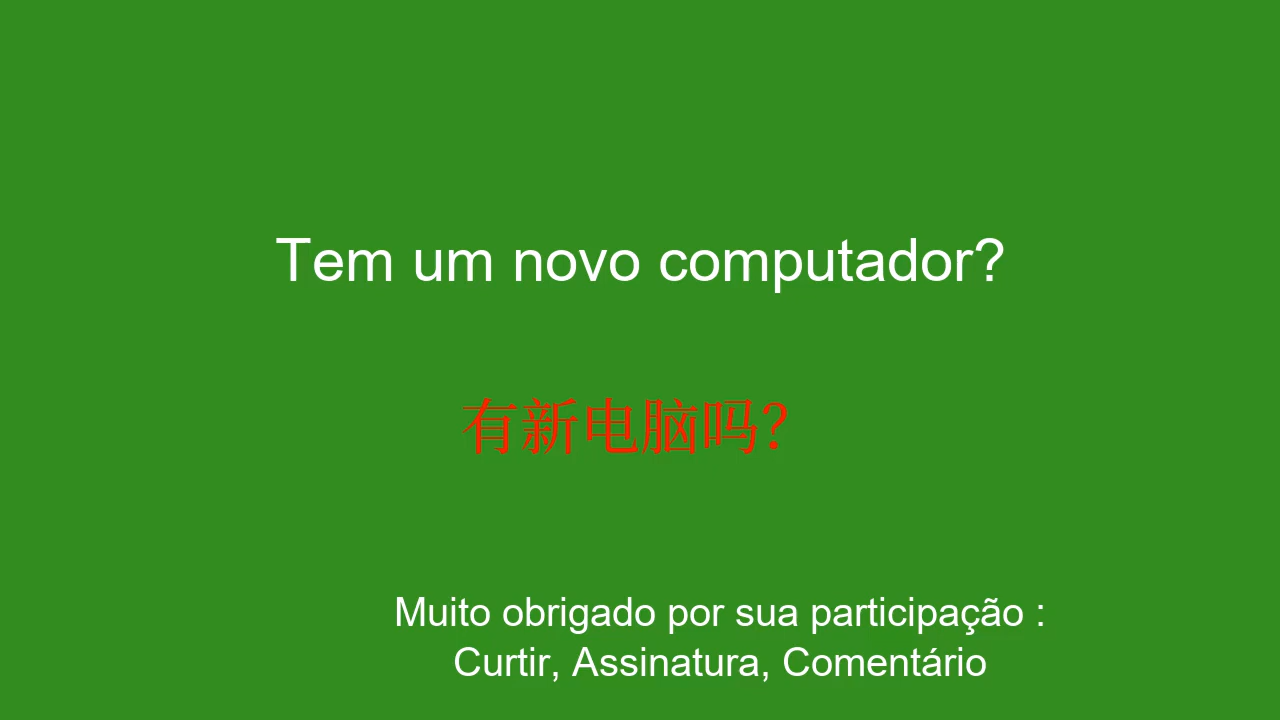 Tem um novo computador?
有新电脑吗?
Muito obrigado por sua participação :
Curtir, Assinatura, Comentário